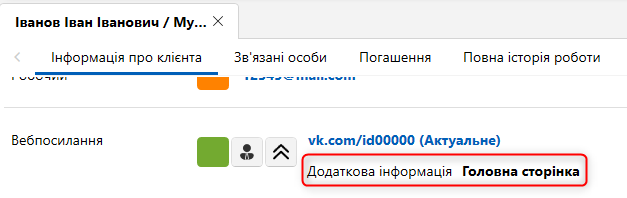 Іванов Іван Іванович / Му...
Інформація про клієнта Зв'язані особи Погашення Повна історія роботи
Робочий 12345@mail.com
Вебпосилання vk.com/id00000 (Актуальне)
Додаткова інформація Головна сторінка